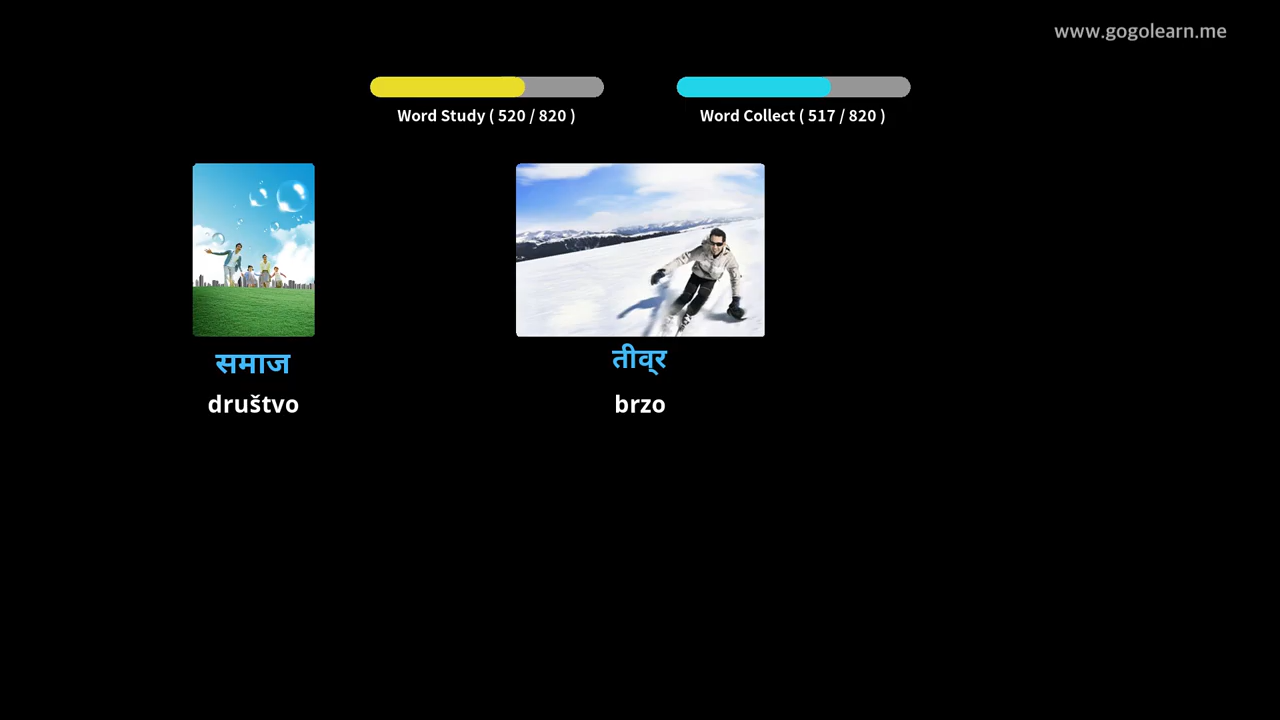 www.gogolearn.me
Word Study ( 520 / 820 )
Word Collect ( 517 / 820 )
समाज
तीव्र
društvo
brzo